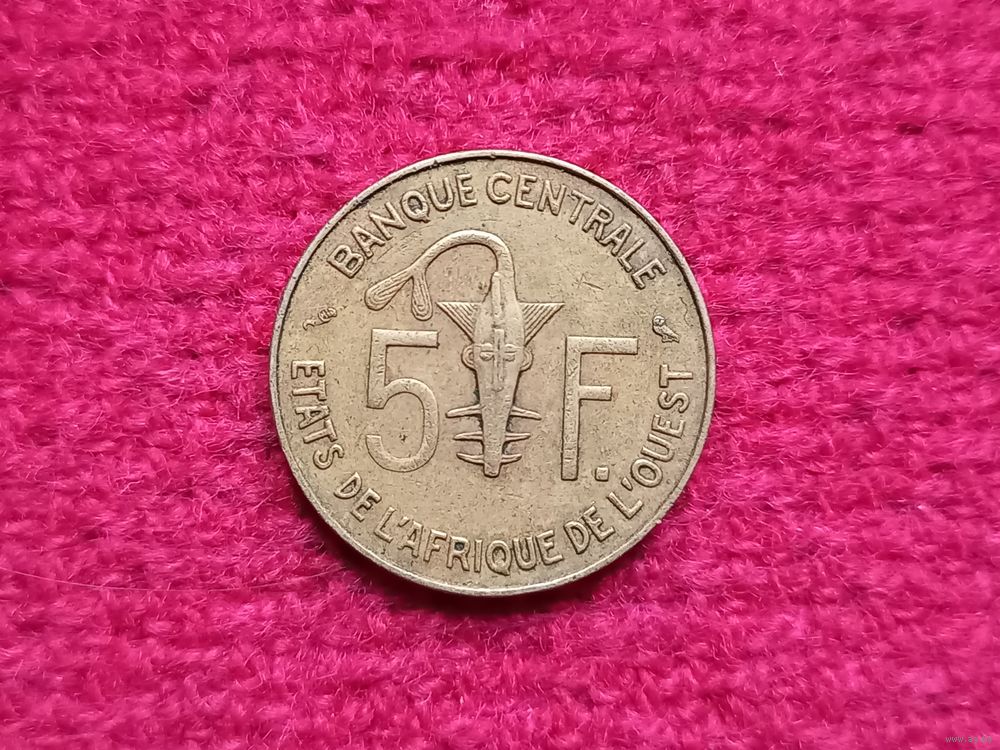 BANQUE CENTRALE
5 F.
ETATS DE L'AFRIQUE DE L'OUEST